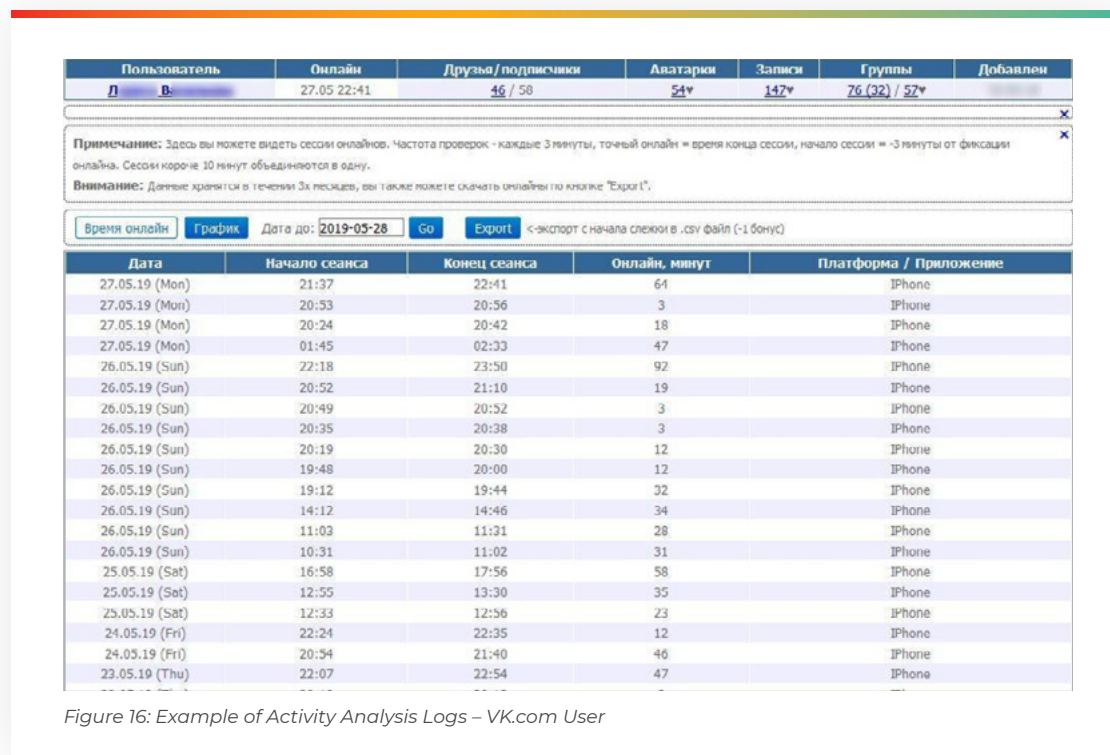 Пользователь Онлайн Друзья/подписчики Аватарки Записи Группы Добавлен
27.05 22:41 46 / 58 54▼ 147▼ 76 (32) / 57▼
x
Примечание: Здесь вы можете видеть сессии онлайнов. Частота проверок - каждые 3 минуты, точный онлайн = время конца сессии, начало сессии = -3 минуты от фиксации x
онлайна. Сессии короче 10 минут объединяются в одну.
Внимание: Данные хранятся в течении 3х месяцев, вы также можете скачать онлайны по кнопке "Export".
Время онлайн График Дата до: 2019-05-28 Go Export <-экспорт с начала слежки в .csv файл (-1 бонус)
Дата Начало сеанса Конец сеанса Онлайн, минут Платформа / Приложение
27.05.19 (Mon) 21:37 22:41 64 IPhone
27.05.19 (Mon) 20:53 20:56 3 IPhone
27.05.19 (Mon) 20:24 20:42 18 IPhone
27.05.19 (Mon) 01:45 02:33 47 IPhone
26.05.19 (Sun) 22:18 23:50 92 IPhone
26.05.19 (Sun) 20:52 21:10 19 IPhone
26.05.19 (Sun) 20:49 20:52 3 IPhone
26.05.19 (Sun) 20:35 20:38 3 IPhone
26.05.19 (Sun) 20:19 20:30 12 IPhone
26.05.19 (Sun) 19:48 20:00 12 IPhone
26.05.19 (Sun) 19:12 19:44 32 IPhone
26.05.19 (Sun) 14:12 14:46 34 IPhone
26.05.19 (Sun) 11:03 11:31 28 IPhone
26.05.19 (Sun) 10:31 11:02 31 IPhone
25.05.19 (Sat) 16:58 17:56 58 IPhone
25.05.19 (Sat) 12:55 13:30 35 IPhone
25.05.19 (Sat) 12:33 12:56 23 IPhone
24.05.19 (Fri) 22:24 22:35 12 IPhone
24.05.19 (Fri) 20:54 21:40 46 IPhone
23.05.19 (Thu) 22:07 22:54 47 IPhone
Figure 16: Example of Activity Analysis Logs – VK.com User